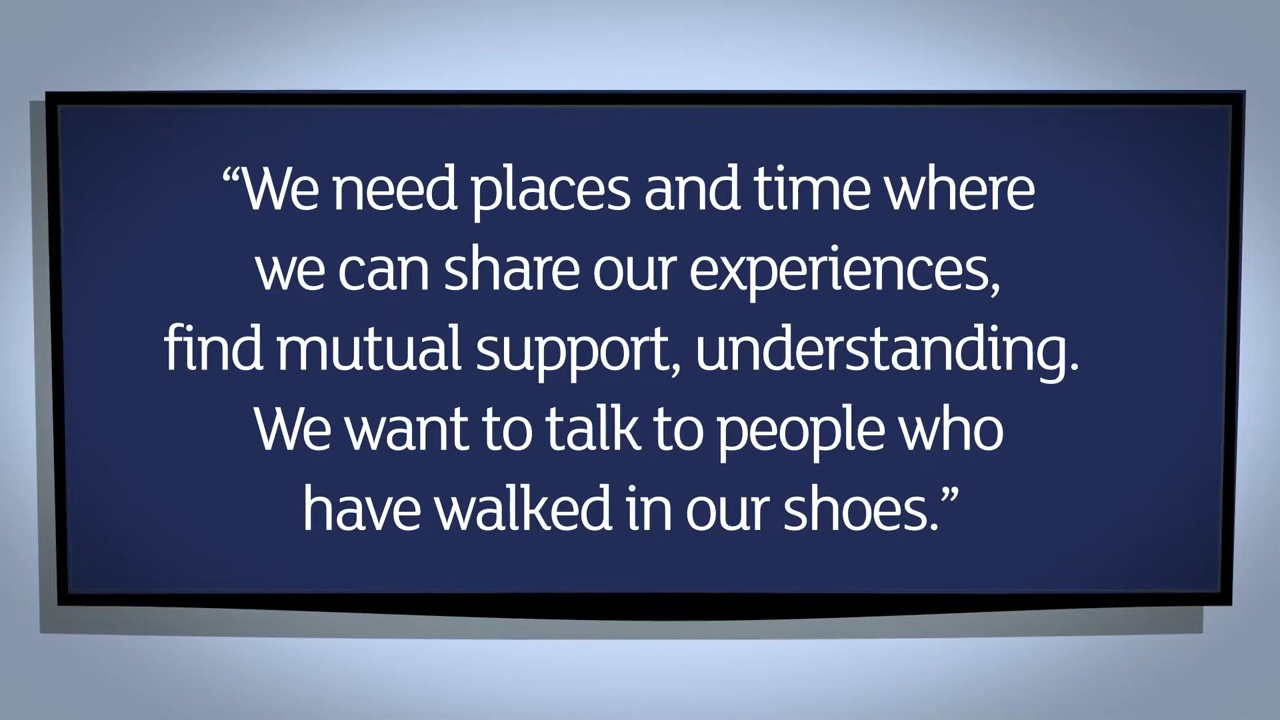 “We need places and time where
we can share our experiences,
find mutual support, understanding.
We want to talk to people who
have walked in our shoes.”